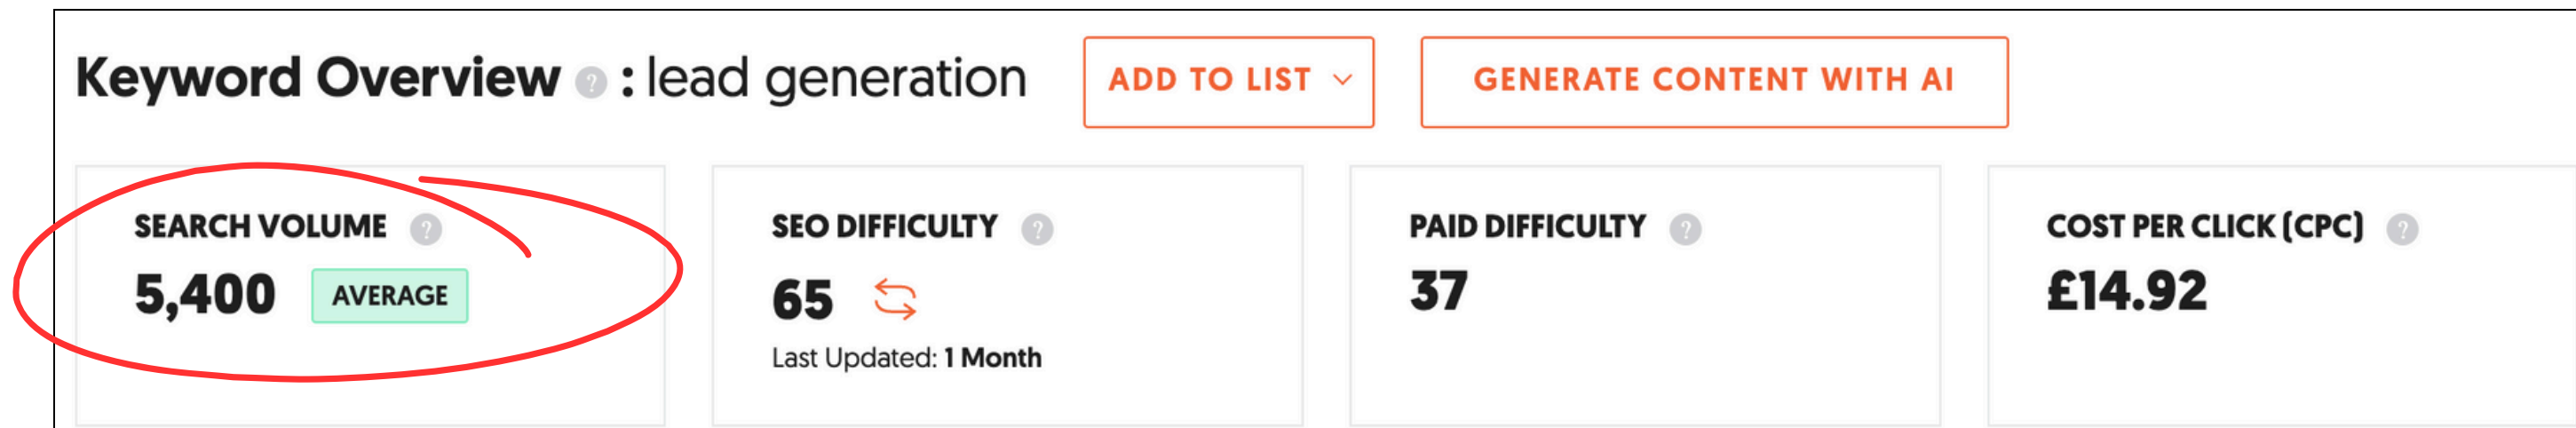 Keyword Overview ? : lead generation
ADD TO LIST
GENERATE CONTENT WITH AI
SEARCH VOLUME ?
5,400 AVERAGE
SEO DIFFICULTY ?
65
Last Updated: 1 Month
PAID DIFFICULTY ?
37
COST PER CLICK (CPC) ?
£14.92